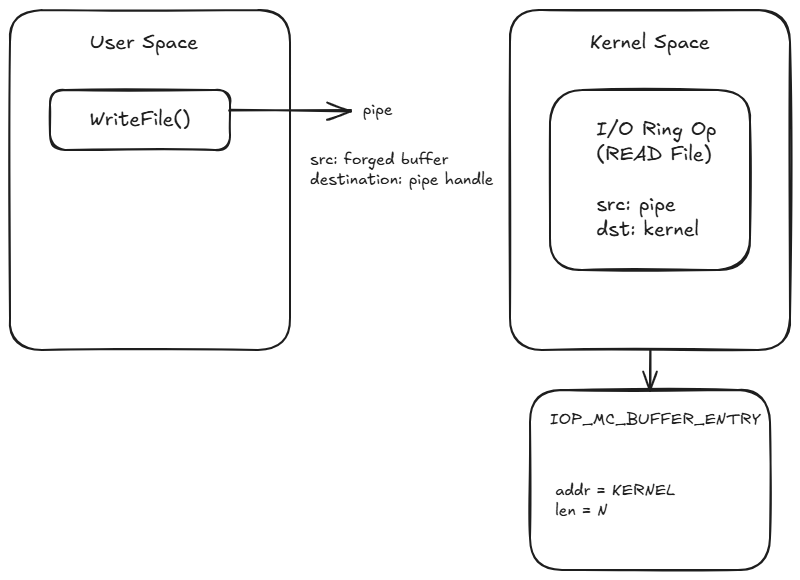 User Space
WriteFile()
pipe
src: forged buffer
destination: pipe handle
Kernel Space
I/O Ring Op
(READ File)
src: pipe
dst: kernel
IOP_MC_BUFFER_ENTRY
addr = KERNEL
len = N